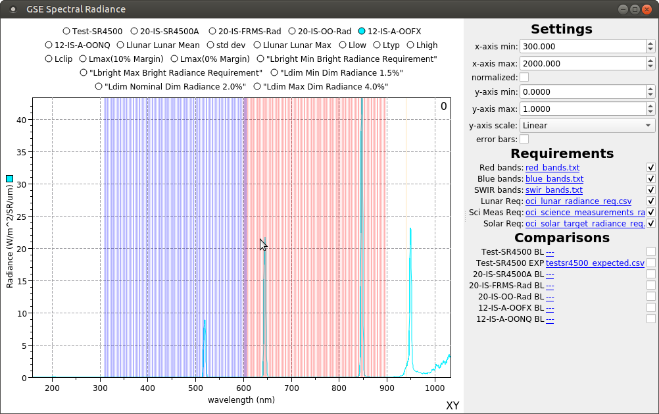 GSE Spectral Radiance
Test-SR4500 20-IS-SR4500A 20-IS-FRMS-Rad 20-IS-OO-Rad 12-IS-A-OOFX
12-IS-A-OONQ Llunar Lunar Mean std dev Llunar Lunar Max Llow Ltyp Lhigh
Lclip Lmax(10% Margin) Lmax(0% Margin) "Lbright Min Bright Radiance Requirement"
"Lbright Max Bright Radiance Requirement" "Ldim Min Dim Radiance 1.5%"
"Ldim Nominal Dim Radiance 2.0%" "Ldim Max Dim Radiance 4.0%"
0
40
35
30
25
20
15
10
5
0
Radiance (W/m^2/SR/um)
200 300 400 500 600 700 800 900 1000
wavelength (nm)
XY
Settings
x-axis min: 300.000
x-axis max: 2000.000
normalized:
y-axis min: 0.0000
y-axis max: 1.0000
y-axis scale: Linear
error bars:
Requirements
Red bands: red_bands.txt
Blue bands: blue_bands.txt
SWIR bands: swir_bands.txt
Lunar Req: oci_lunar_radiance_req.csv
Sci Meas Req: oci_science_measurements_ra
Solar Req: oci_solar_target_radiance_req.
Comparisons
Test-SR4500 BL ---
Test-SR4500 EXP testsr4500_expected.csv
20-IS-SR4500A BL ---
20-IS-FRMS-Rad BL ---
20-IS-OO-Rad BL ---
12-IS-A-OOFX BL ---
12-IS-A-OONQ BL ---